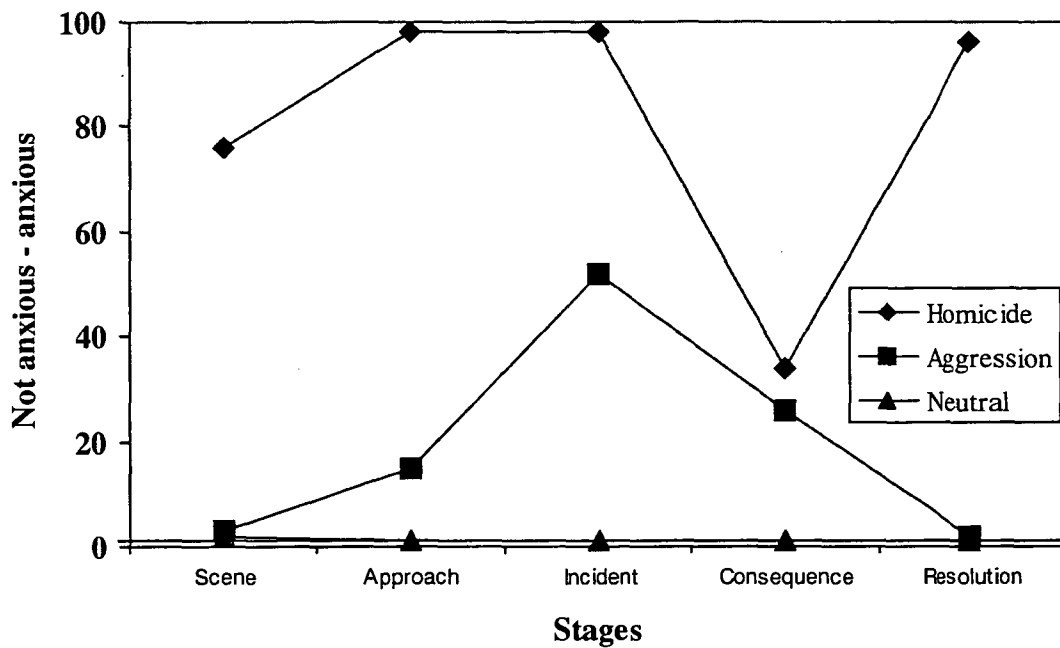 100
80
60
40
20
0
Not anxious - anxious
Homicide
Aggression
Neutral
Scene
Approach
Incident
Consequence
Resolution
Stages